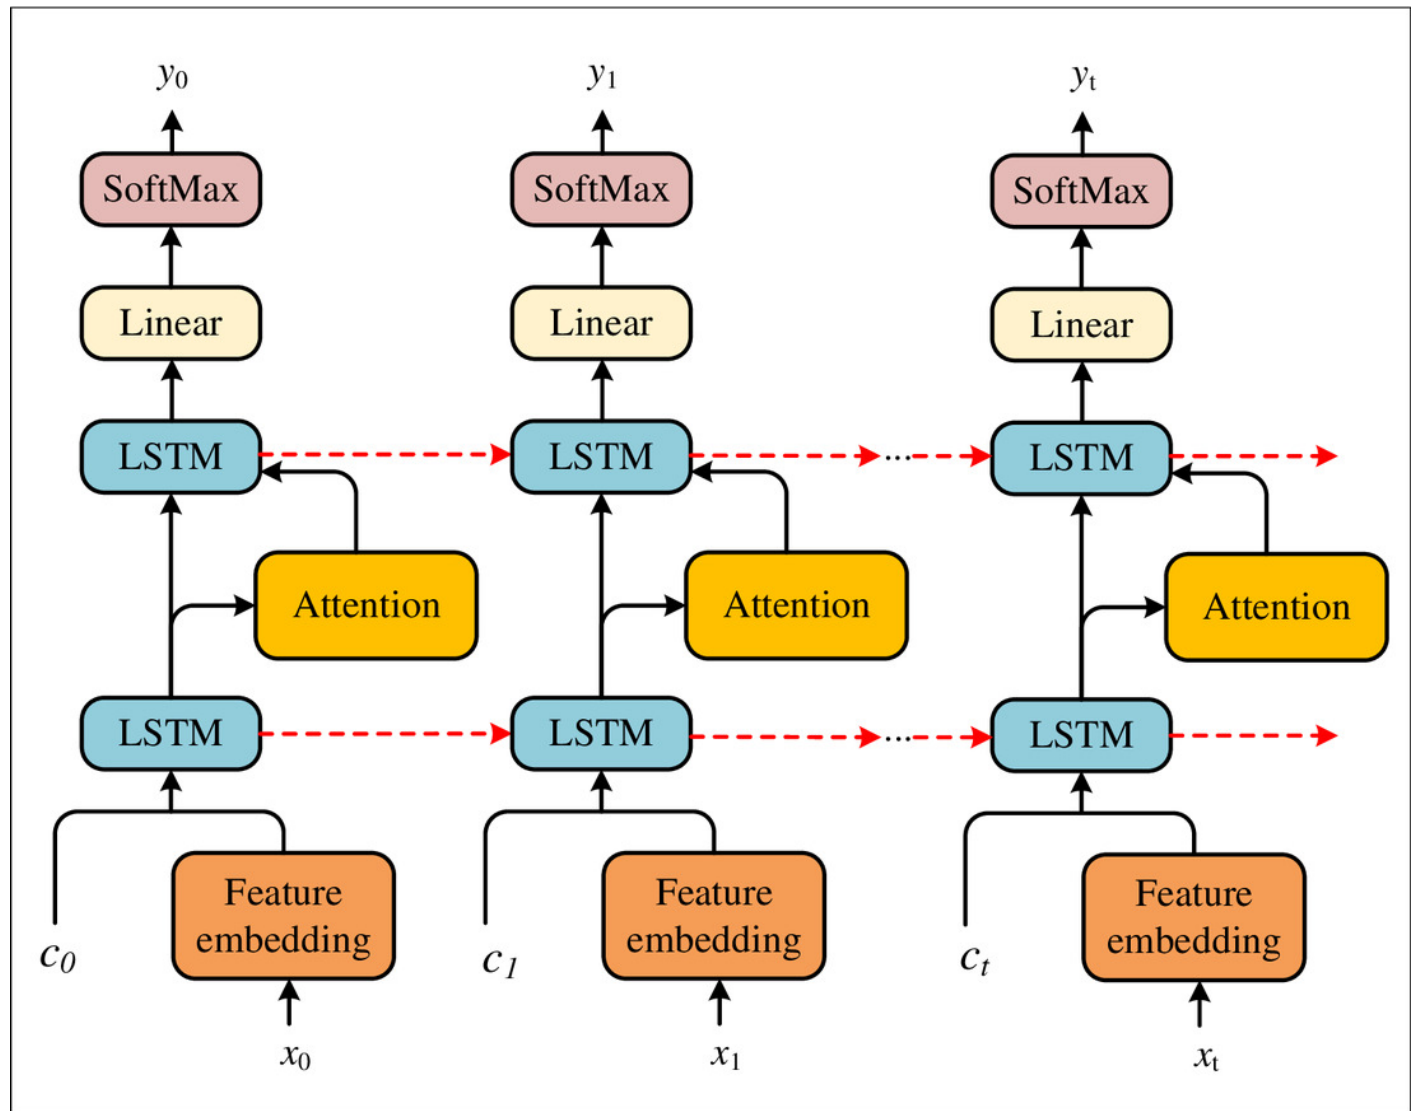 y0 y1 yt
SoftMax SoftMax SoftMax
Linear Linear Linear
LSTM LSTM ... LSTM
Attention Attention Attention
LSTM LSTM ... LSTM
Feature Feature Feature
embedding embedding embedding
c0 c1 ct
x0 x1 xt